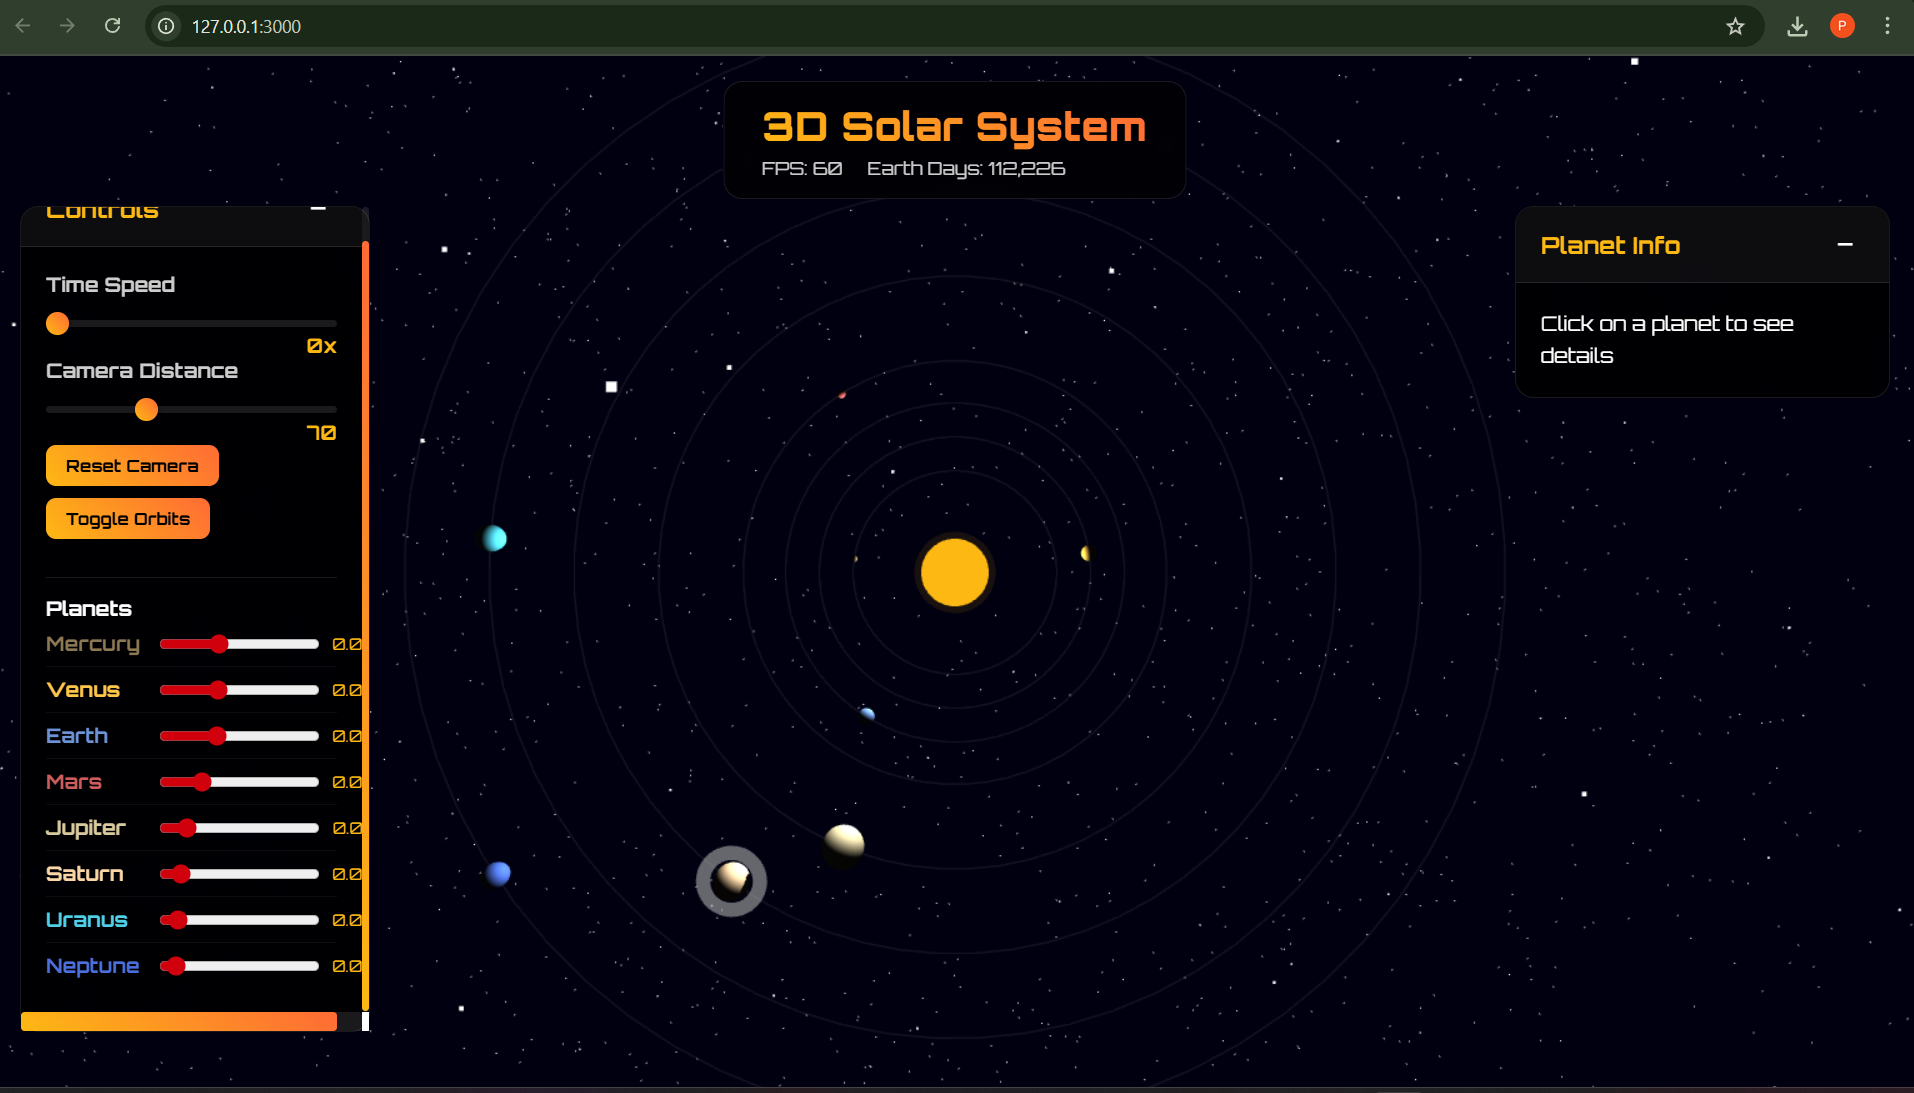 127.0.0.1:3000
P
3D Solar System
FPS: 60 Earth Days: 112,226
Controls
Time Speed
0x
Camera Distance
70
Reset Camera
Toggle Orbits
Planets
Mercury 0.0
Venus 0.0
Earth 0.0
Mars 0.0
Jupiter 0.0
Saturn 0.0
Uranus 0.0
Neptune 0.0
Planet Info
Click on a planet to see
details